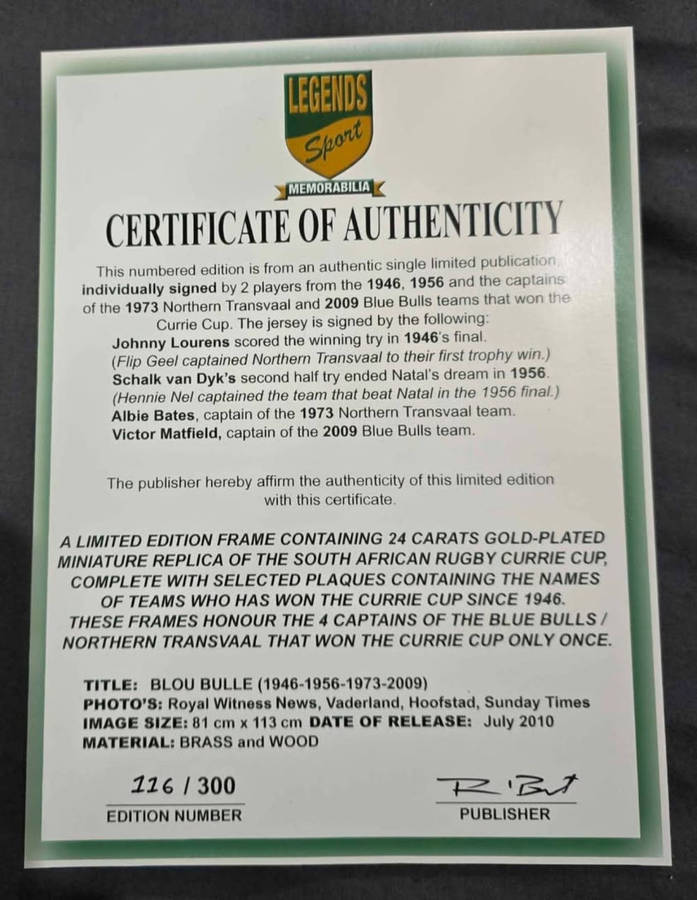 LEGENDS
Sport
MEMORABILIA
CERTIFICATE OF AUTHENTICITY
This numbered edition is from an authentic single limited publication
individually signed by 2 players from the 1946, 1956 and the captains
of the 1973 Northern Transvaal and 2009 Blue Bulls teams that won the
Currie Cup. The jersey is signed by the following:
Johnny Lourens scored the winning try in 1946's final.
(Flip Geel captained Northern Transvaal to their first trophy win.)
Schalk van Dyk's second half try ended Natal's dream in 1956.
(Hennie Nel captained the team that beat Natal in the 1956 final.)
Albie Bates, captain of the 1973 Northern Transvaal team.
Victor Matfield, captain of the 2009 Blue Bulls team.
The publisher hereby affirm the authenticity of this limited edition
with this certificate.
A LIMITED EDITION FRAME CONTAINING 24 CARATS GOLD-PLATED
MINIATURE REPLICA OF THE SOUTH AFRICAN RUGBY CURRIE CUP,
COMPLETE WITH SELECTED PLAQUES CONTAINING THE NAMES
OF TEAMS WHO HAS WON THE CURRIE CUP SINCE 1946.
THESE FRAMES HONOUR THE 4 CAPTAINS OF THE BLUE BULLS /
NORTHERN TRANSVAAL THAT WON THE CURRIE CUP ONLY ONCE.
TITLE: BLOU BULLE (1946-1956-1973-2009)
PHOTO'S: Royal Witness News, Vaderland, Hoofstad, Sunday Times
IMAGE SIZE: 81 cm x 113 cm DATE OF RELEASE: July 2010
MATERIAL: BRASS and WOOD
226 / 300
EDITION NUMBER
PUBLISHER